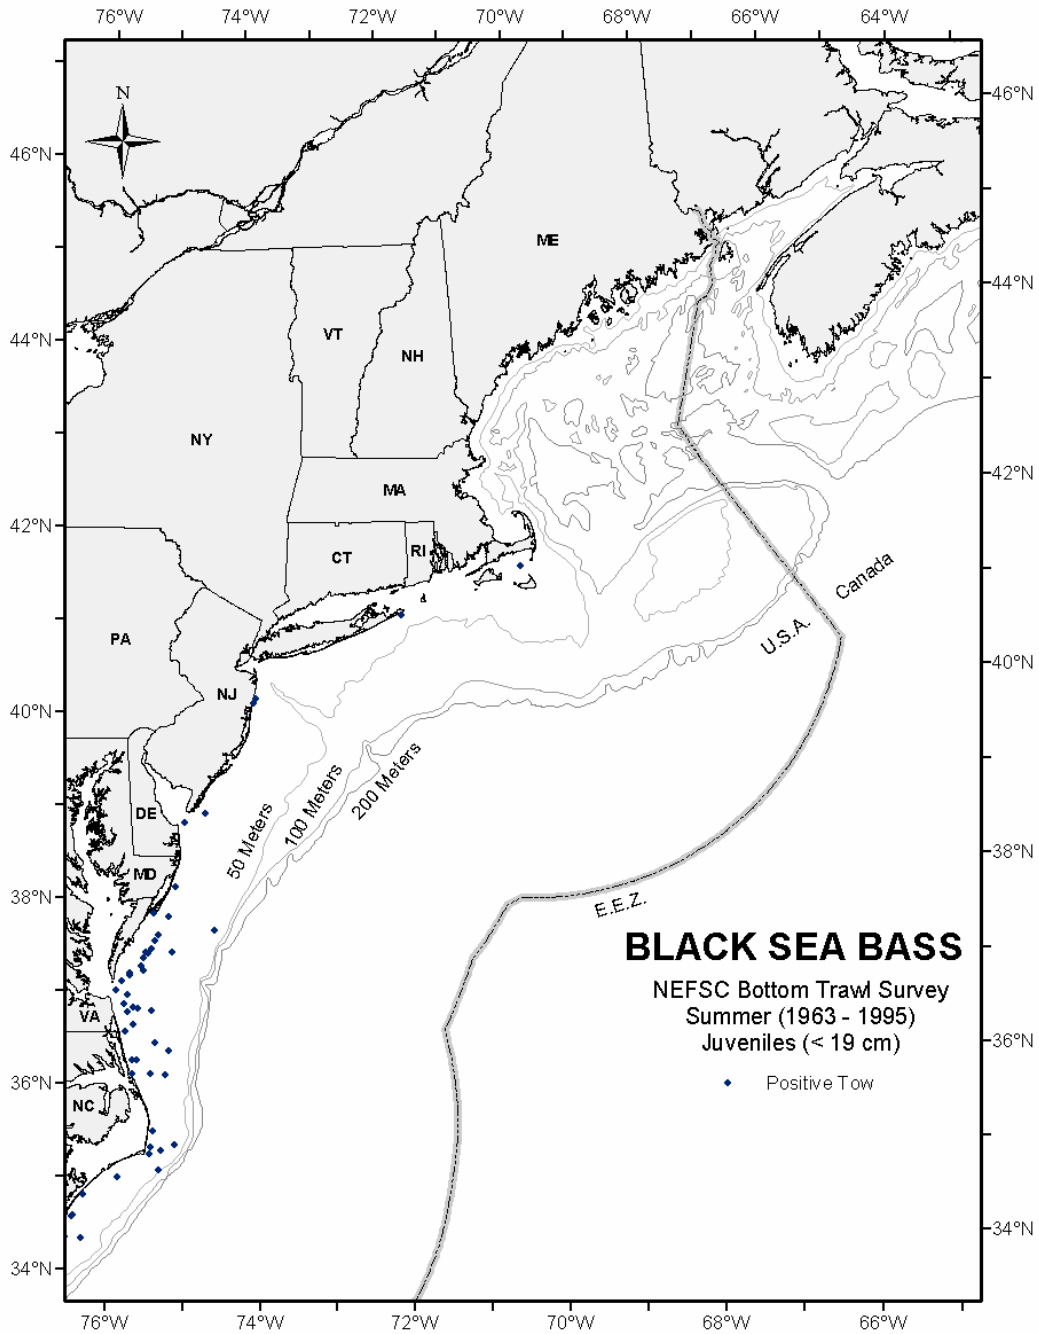 76°W 74°W 72°W 70°W 68°W 66°W 64°W
N
46°N
46°N
ME
44°N
44°N
VT
NH
NY
42°N
MA
42°N
CT
RI
Canada
U.S.A.
PA
40°N
NJ
40°N
50 Meters
100 Meters
200 Meters
DE
38°N
MD
38°N
E.E.Z.
BLACK SEA BASS
NEFSC Bottom Trawl Survey
VA
Summer (1963 - 1995)
Juveniles (< 19 cm)
36°N
36°N
Positive Tow
NC
34°N
34°N
76°W 74°W 72°W 70°W 68°W 66°W